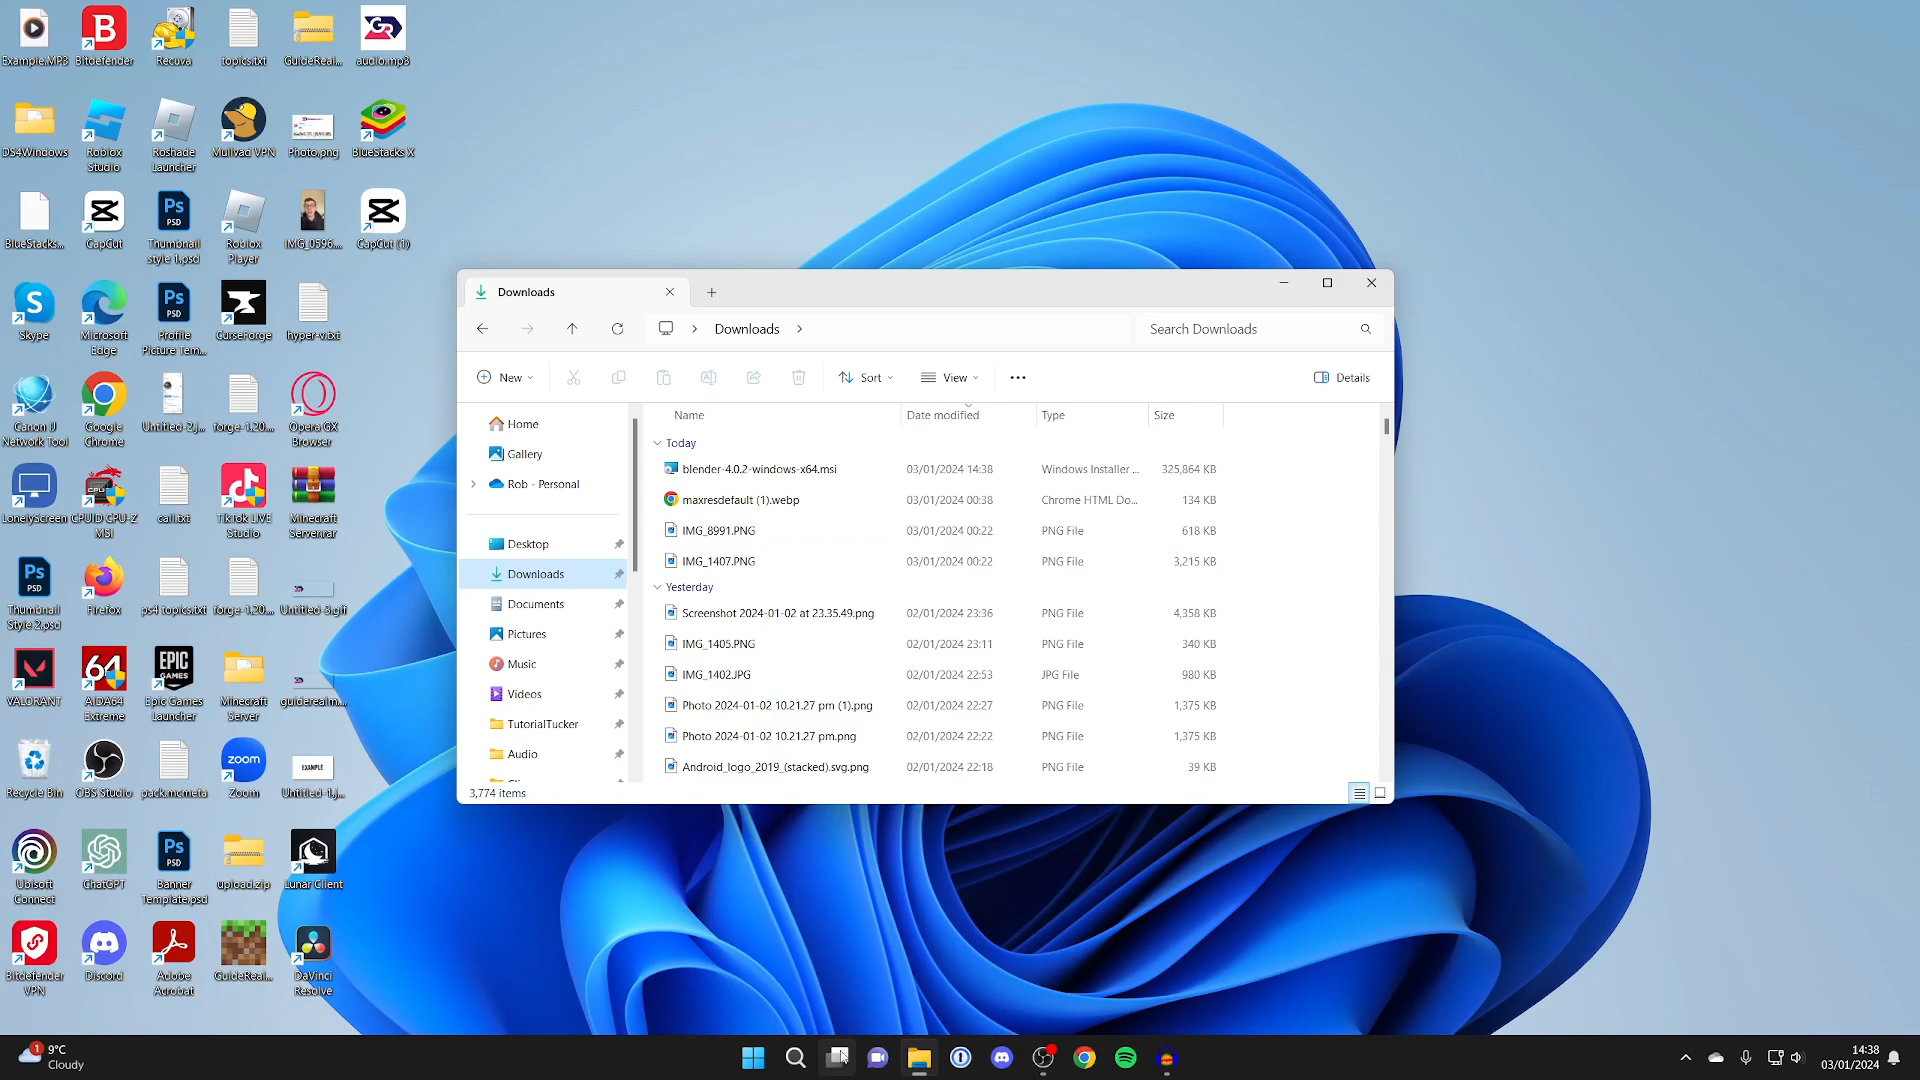 Example.MP3
Bitdefender
Recuva
topics.txt
GuideReal...
audio.mp3
DS4Windows
Roblox
Studio
Roshade
Launcher
Mullvad VPN
Photo.png
BlueStacks X
BlueStacks...
CapCut
Thumbnail
style 1.psd
Roblox
Player
IMG_0596....
CapCut (1)
Skype
Microsoft
Edge
Profile
Picture Tem...
CurseForge
hyper-v.txt
Canon IJ
Network Tool
Google
Chrome
Untitled-2.j...
forge-1.20....
Opera GX
Browser
LonelyScreen
CPUID CPU-Z
MSI
call.txt
TikTok LIVE
Studio
Minecraft
Server.rar
Thumbnail
Style 2.psd
Firefox
ps4 topics.txt
forge-1.20....
Untitled-3.gif
VALORANT
AIDA64
Extreme
Epic Games
Launcher
Minecraft
Server
guiderealm...
Recycle Bin
OBS Studio
pack.mcmeta
Zoom
Untitled-1.j...
Ubisoft
Connect
ChatGPT
Banner
Template.psd
upload.zip
Lunar Client
Bitdefender
VPN
Discord
Adobe
Acrobat
GuideReal...
DaVinci
Resolve
Downloads
Downloads
Search Downloads
New
Sort
View
Details
Home
Gallery
Rob - Personal
Desktop
Downloads
Documents
Pictures
Music
Videos
TutorialTucker
Audio
Name Date modified Type Size
Today
blender-4.0.2-windows-x64.msi 03/01/2024 14:38 Windows Installer ... 325,864 KB
maxresdefault (1).webp 03/01/2024 00:38 Chrome HTML Do... 134 KB
IMG_8991.PNG 03/01/2024 00:22 PNG File 618 KB
IMG_1407.PNG 03/01/2024 00:22 PNG File 3,215 KB
Yesterday
Screenshot 2024-01-02 at 23.35.49.png 02/01/2024 23:36 PNG File 4,358 KB
IMG_1405.PNG 02/01/2024 23:11 PNG File 340 KB
IMG_1402.JPG 02/01/2024 22:53 JPG File 980 KB
Photo 2024-01-02 10.21.27 pm (1).png 02/01/2024 22:27 PNG File 1,375 KB
Photo 2024-01-02 10.21.27 pm.png 02/01/2024 22:22 PNG File 1,375 KB
Android_logo_2019_(stacked).svg.png 02/01/2024 22:18 PNG File 39 KB
3,774 items
1
9°C
Cloudy
14:38
03/01/2024